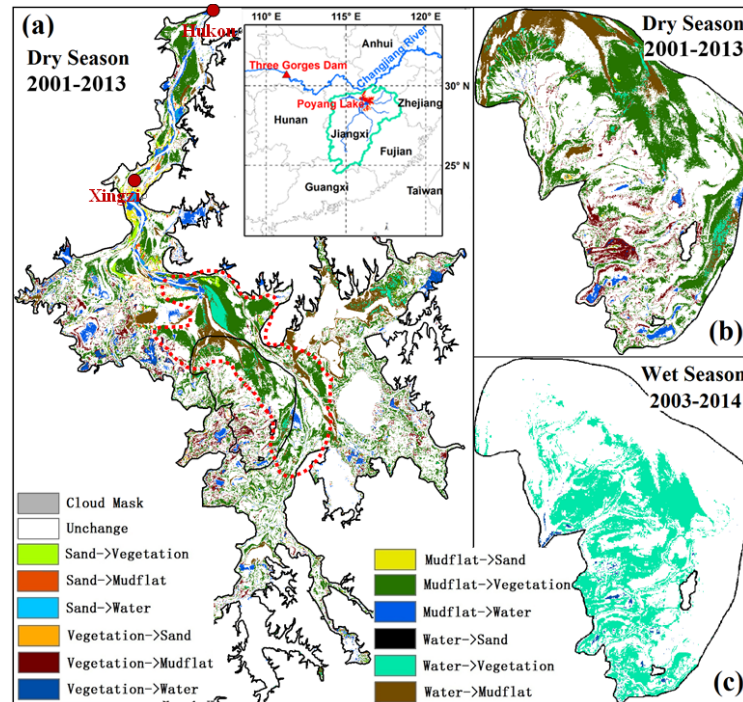 (a)
Dry Season
2001-2013
Hukou
Xingzi
110° E
115° E
120° E
30° N
25° N
Anhui
Changjiang River
Three Gorges Dam
Poyang Lake
Zhejiang
Hunan
Jiangxi
Fujian
Guangxi
Taiwan
Dry Season
2001-2013
(b)
Wet Season
2003-2014
(c)
Cloud Mask
Unchange
Sand->Vegetation
Sand->Mudflat
Sand->Water
Vegetation->Sand
Vegetation->Mudflat
Vegetation->Water
Mudflat->Sand
Mudflat->Vegetation
Mudflat->Water
Water->Sand
Water->Vegetation
Water->Mudflat